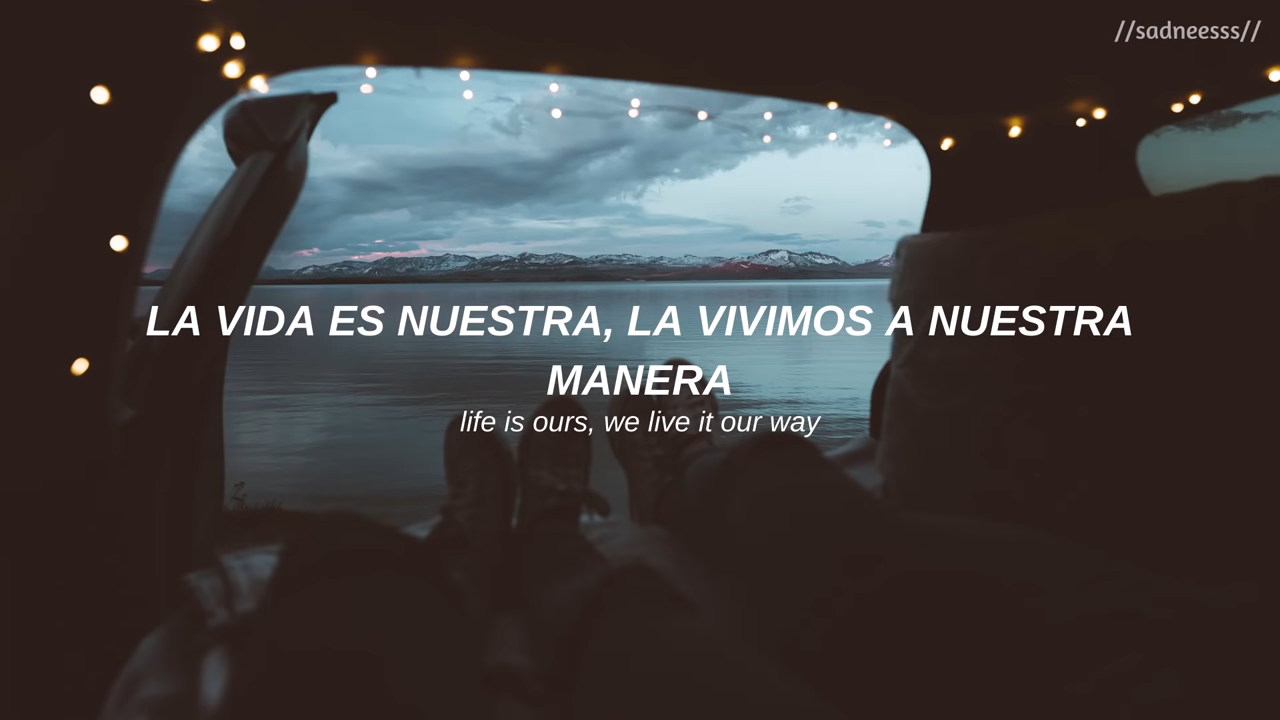 //sadneesss//
LA VIDA ES NUESTRA, LA VIVIMOS A NUESTRA
MANERA
life is ours, we live it our way